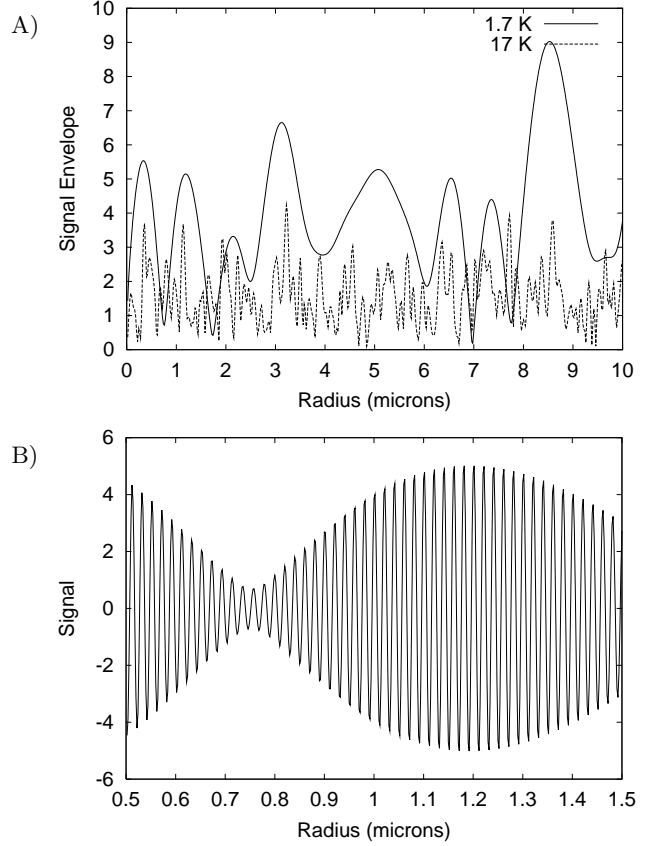 A)
Signal Envelope
10
9
8
7
6
5
4
3
2
1
0
1.7 K
17 K
0 1 2 3 4 5 6 7 8 9 10
Radius (microns)
B)
Signal
6
4
2
0
-2
-4
-6
0.5 0.6 0.7 0.8 0.9 1 1.1 1.2 1.3 1.4 1.5
Radius (microns)